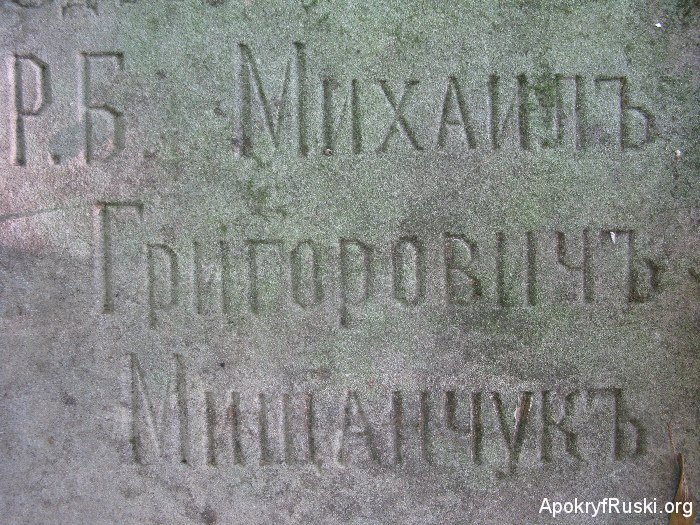 Р.Б. Михаилъ
Григоровичъ
Мищанчукъ
ApokryfRuski.org